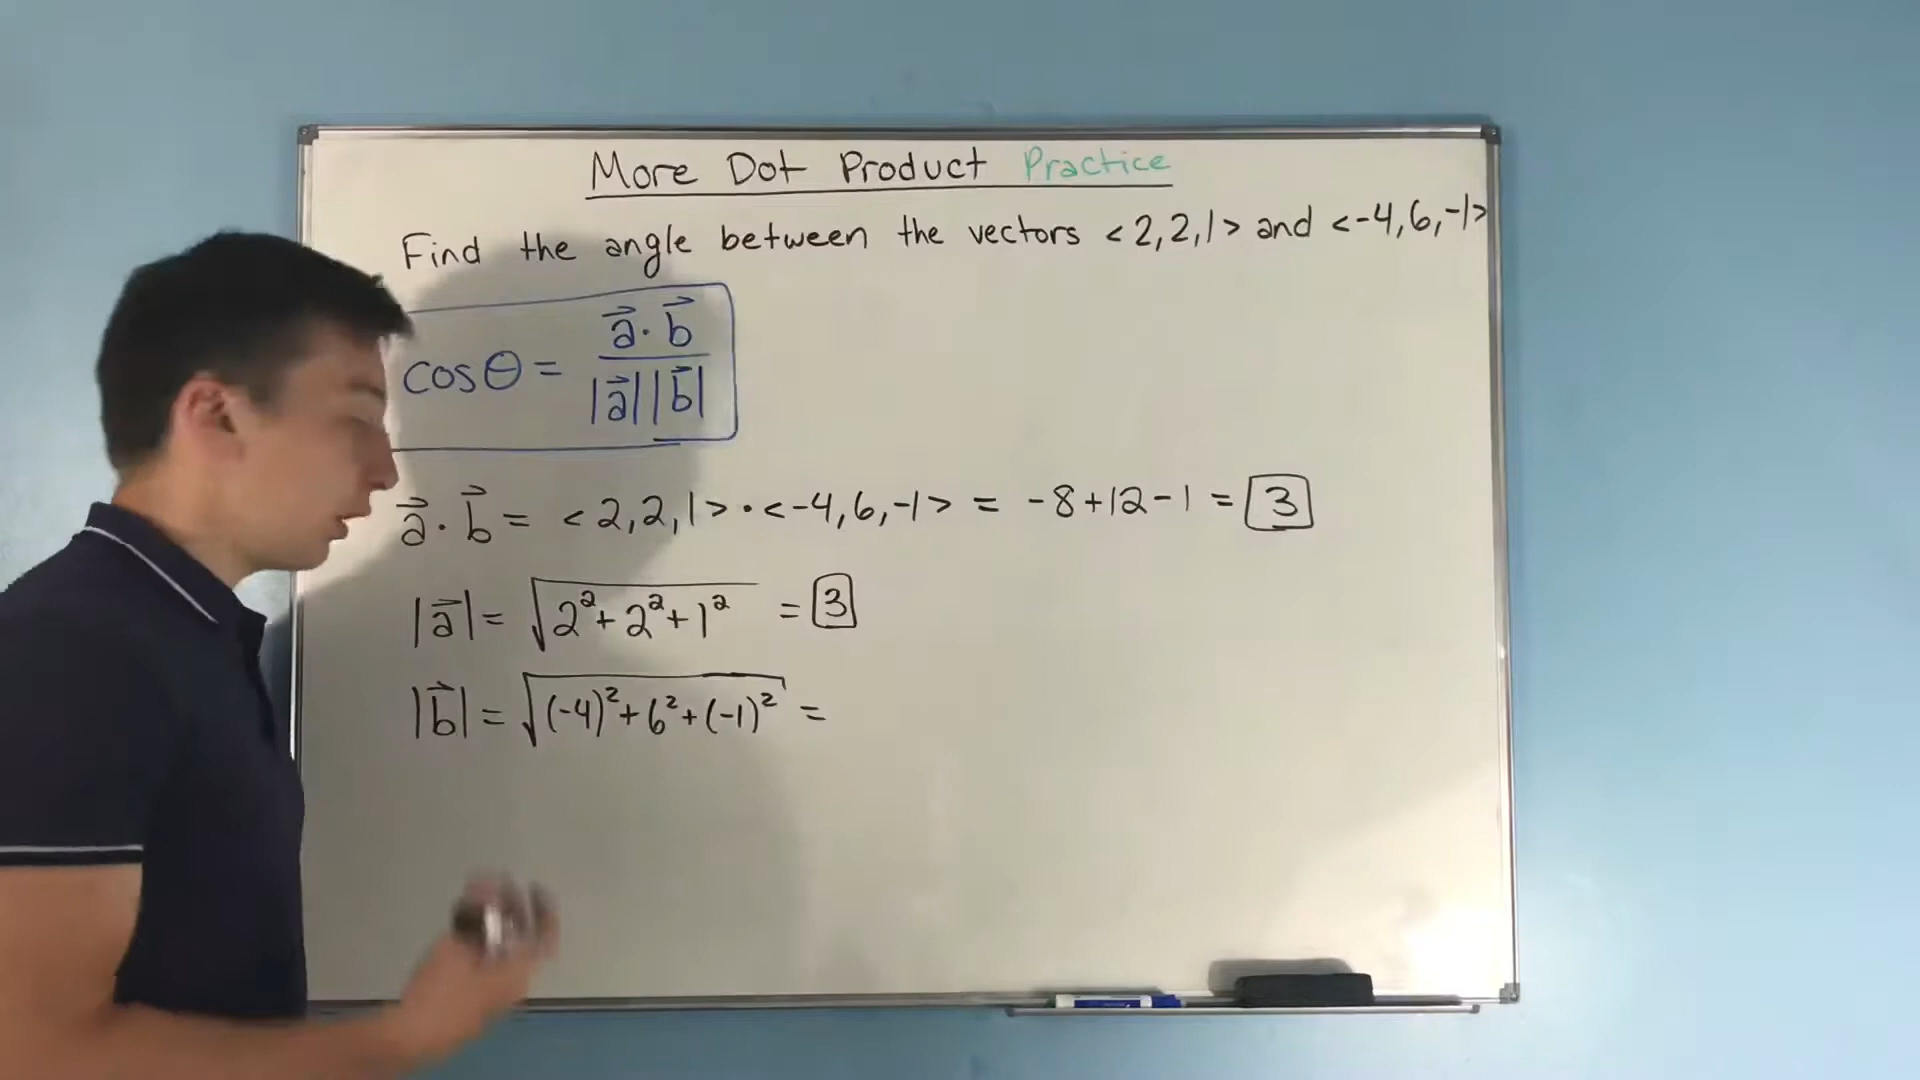 More Dot Product Practice
Find the angle between the vectors <2,2,1> and <-4,6,-1>
cosθ = a⃗·b⃗ / |a⃗||b⃗|
a⃗·b⃗ = <2,2,1>·<-4,6,-1> = -8+12-1 = 3
|a⃗| = √(2²+2²+1²) = 3
|b⃗| = √((-4)²+6²+(-1)²) =